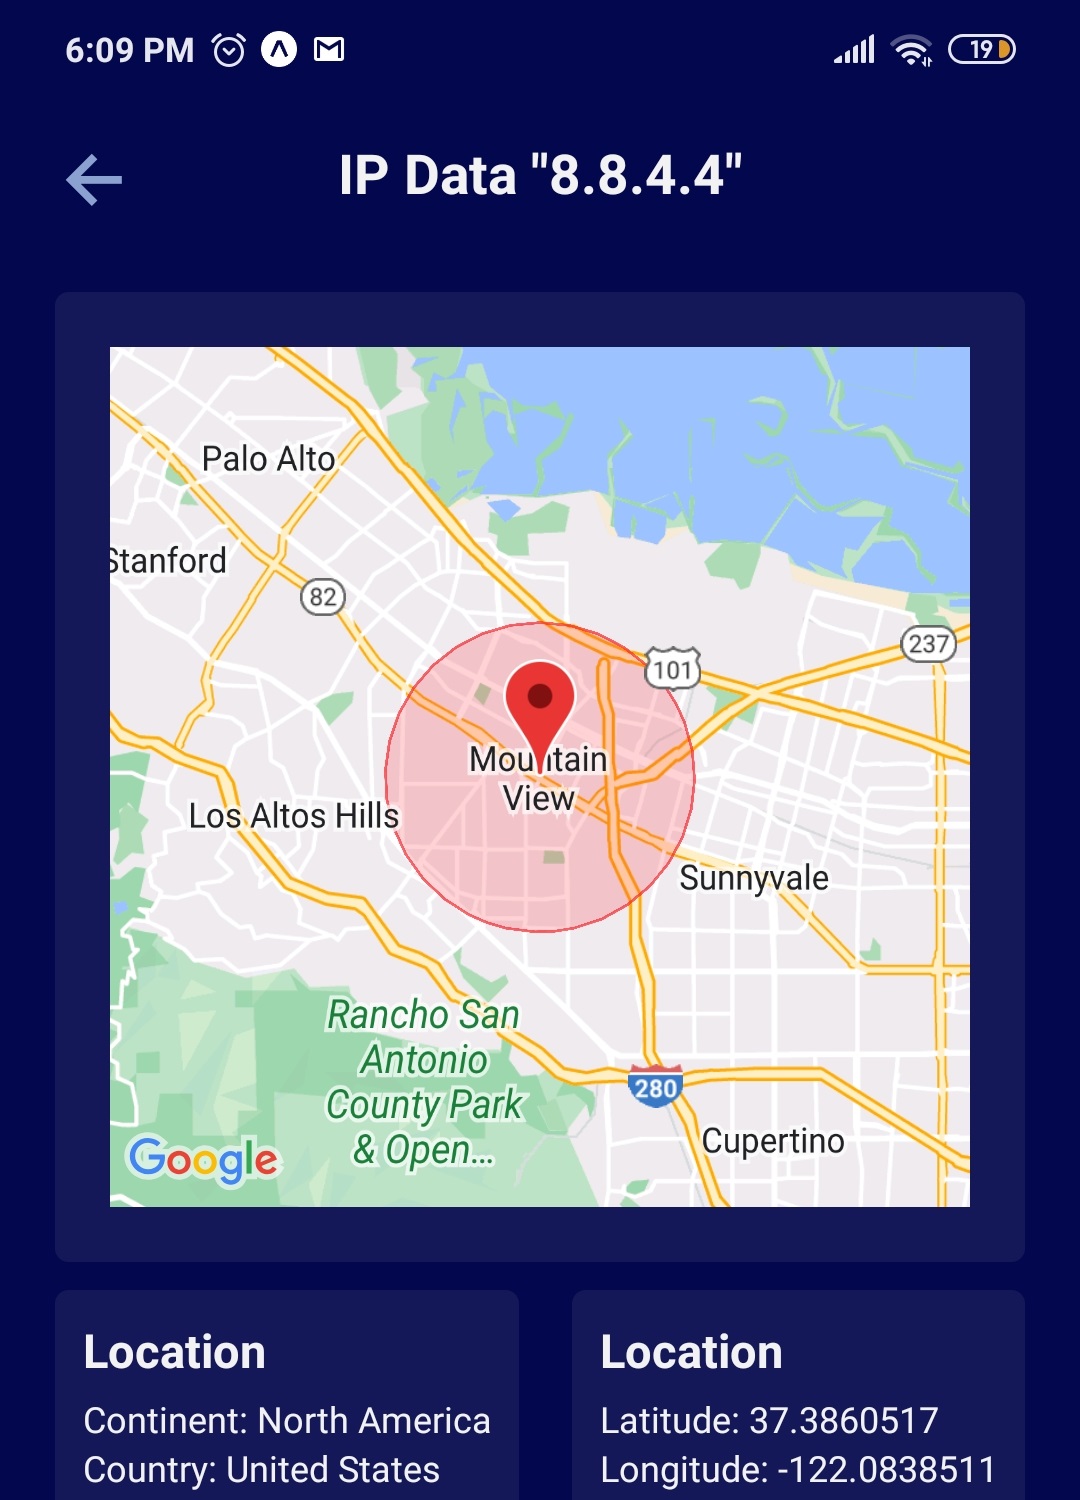 6:09 PM
19
IP Data "8.8.4.4"
Palo Alto
Stanford
82
237
101
Mountain
View
Los Altos Hills
Sunnyvale
Rancho San
Antonio
County Park
& Open...
280
Cupertino
Google
Location
Continent: North America
Country: United States
Location
Latitude: 37.3860517
Longitude: -122.0838511